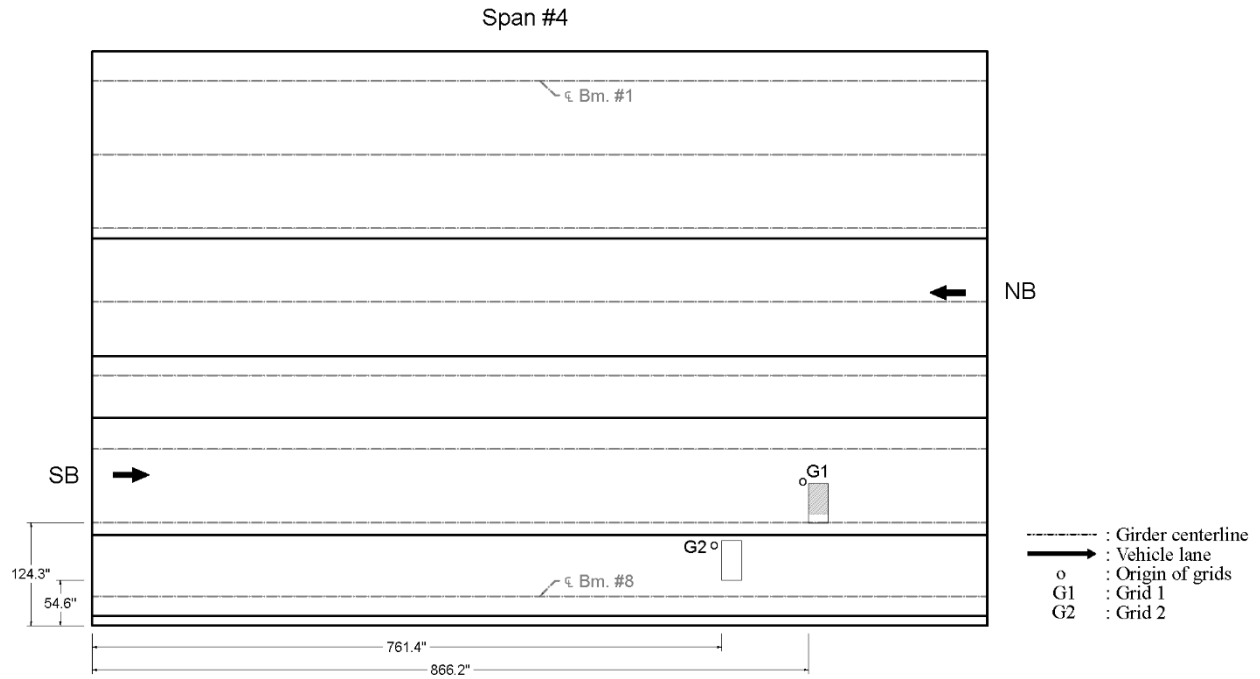 Span #4
℄ Bm. #1
NB
SB
G1
G2
124.3"
54.6"
℄ Bm. #8
761.4"
866.2"
: Girder centerline
: Vehicle lane
o : Origin of grids
G1 : Grid 1
G2 : Grid 2